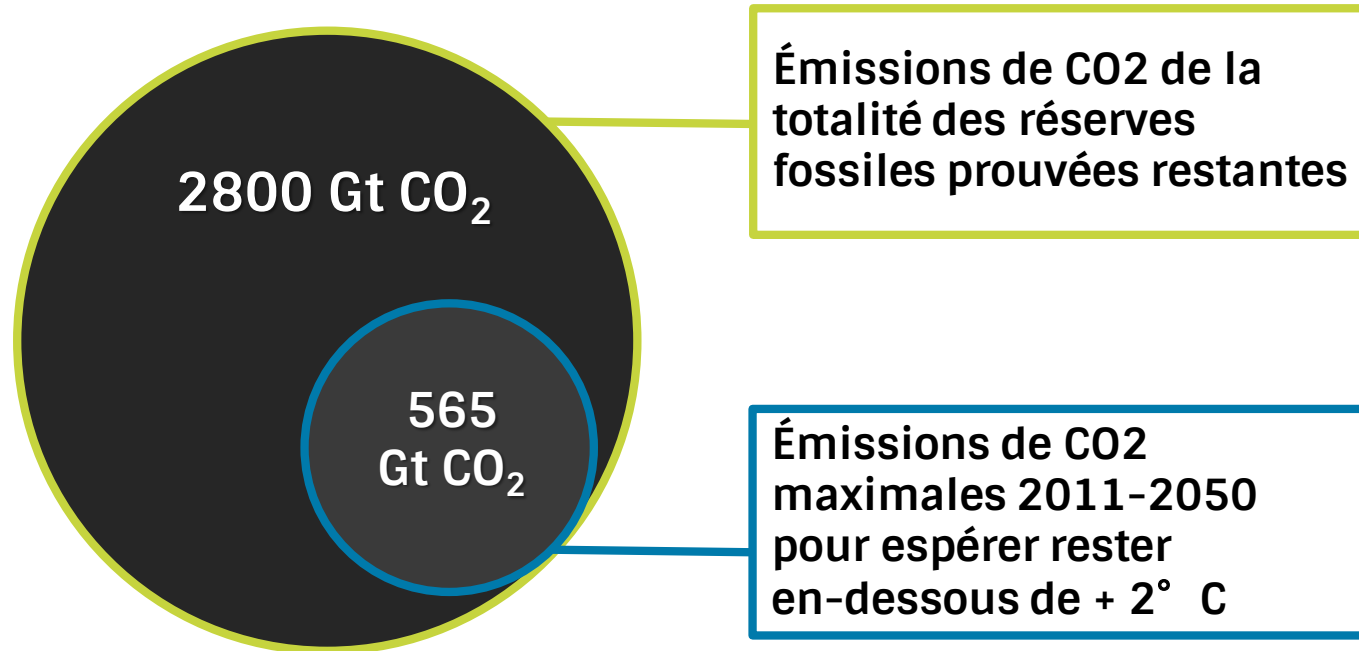 2800 Gt CO₂
Émissions de CO2 de la
totalité des réserves
fossiles prouvées restantes
565
Gt CO₂
Émissions de CO2
maximales 2011-2050
pour espérer rester
en-dessous de + 2° C